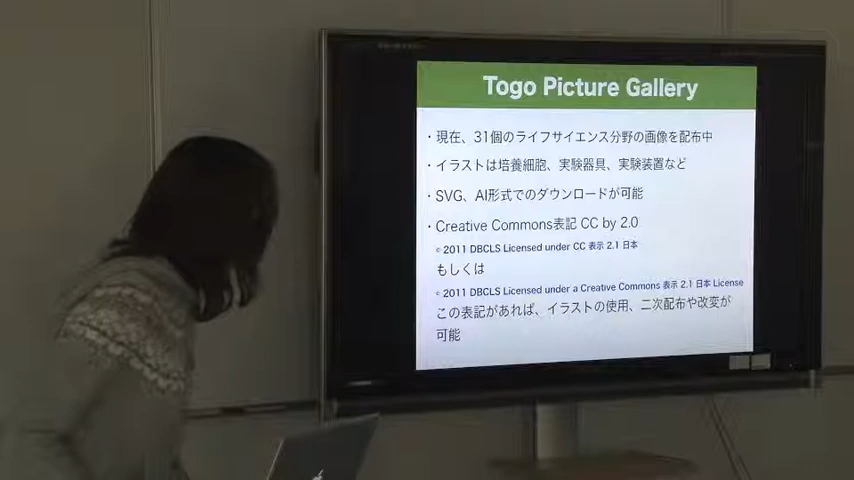 Togo Picture Gallery
・現在、31個のライフサイエンス分野の画像を配布中
・イラストは培養細胞、実験器具、実験装置など
・SVG、AI形式でのダウンロードが可能
・Creative Commons表記 CC by 2.0
© 2011 DBCLS Licensed under CC 表示 2.1 日本
もしくは
© 2011 DBCLS Licensed under a Creative Commons 表示 2.1 日本 License
この表記があれば、イラストの使用、二次配布や改変が
可能